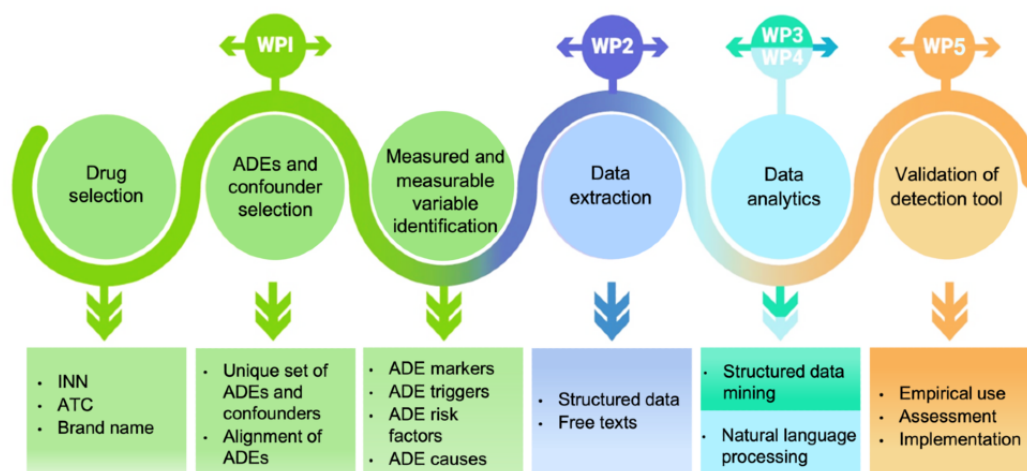 WP1
WP2
WP3
WP4
WP5
Drug
selection
ADEs and
confounder
selection
Measured and
measurable
variable
identification
Data
extraction
Data
analytics
Validation of
detection tool
• INN
• ATC
• Brand name
• Unique set of
ADEs and
confounders
• Alignment of
ADEs
• ADE markers
• ADE triggers
• ADE risk
factors
• ADE causes
• Structured data
• Free texts
• Structured data
mining
• Natural language
processing
• Empirical use
• Assessment
• Implementation